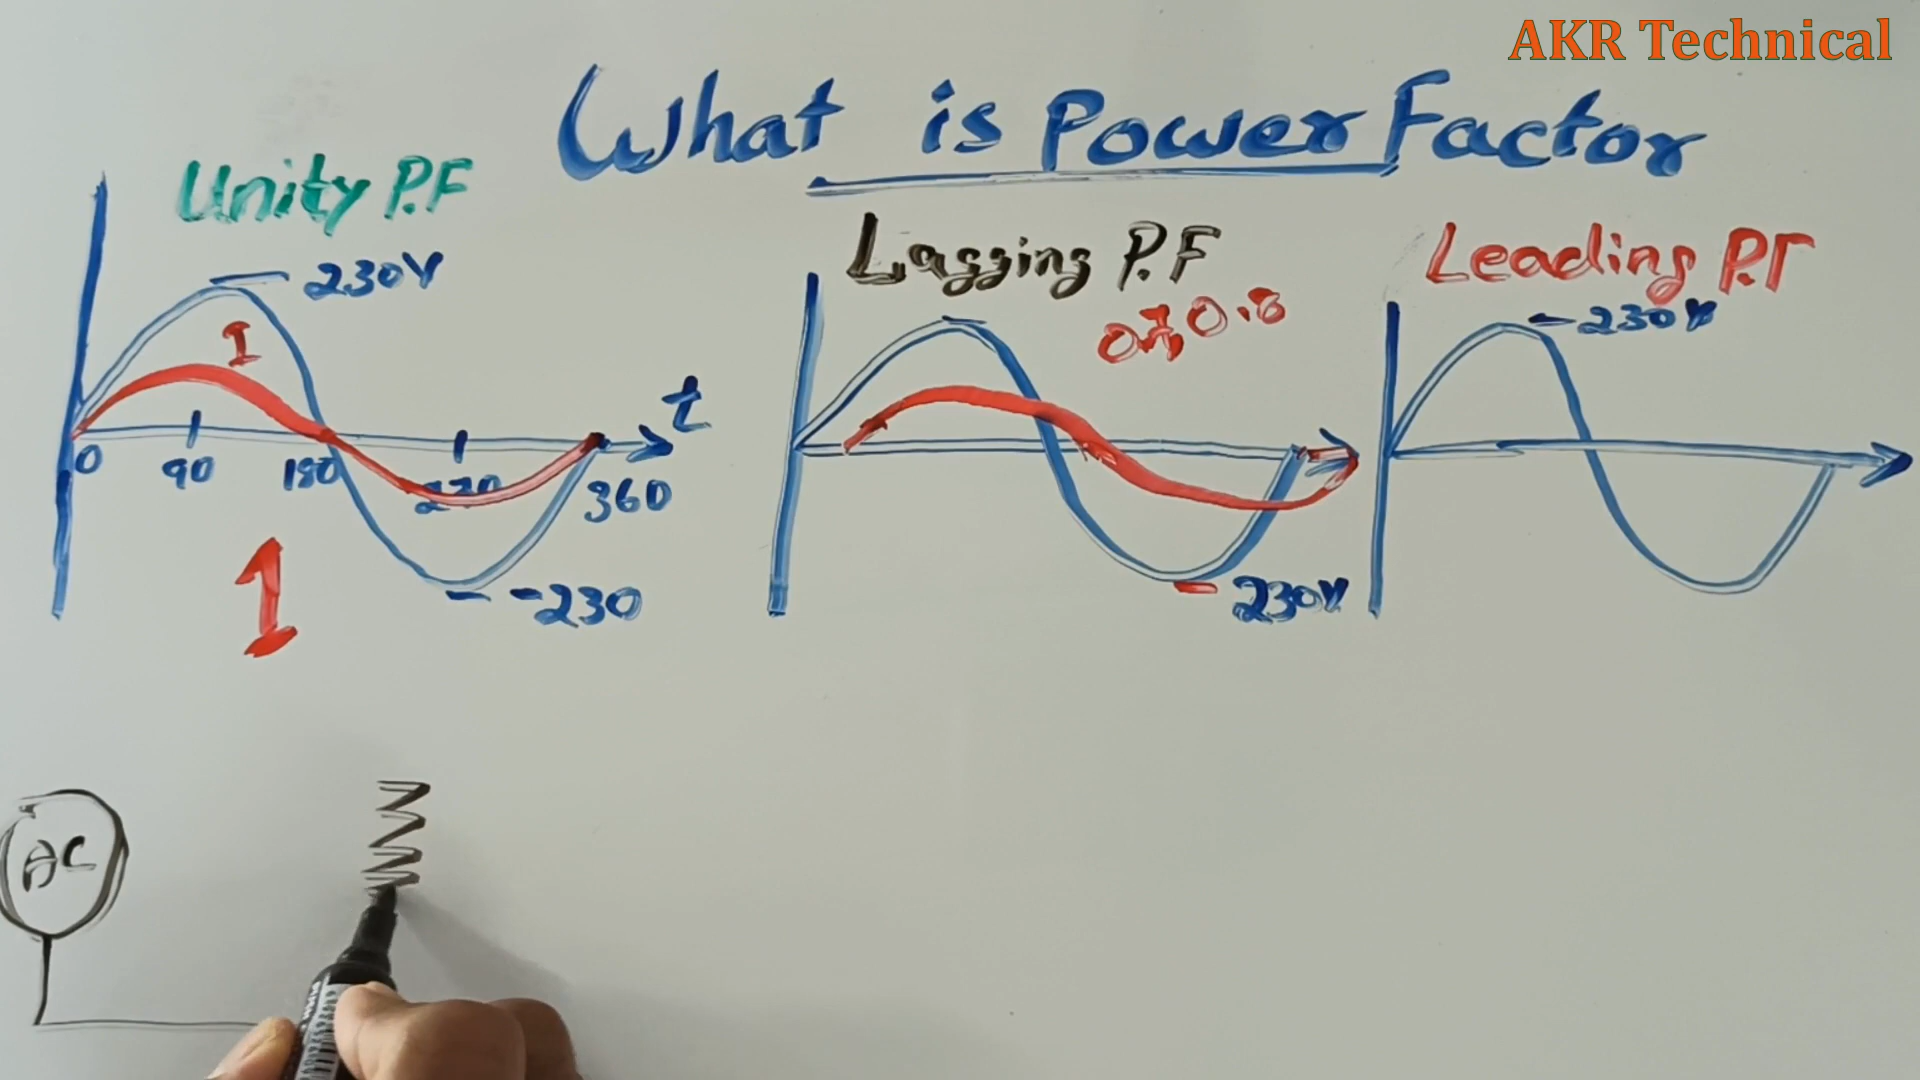 AKR Technical
What is Power Factor
Unity P.F
230V
I
t
0
90
180
270
360
-230
1
Lagging P.F
0.7, 0.8
230V
Leading P.F
230V
AC